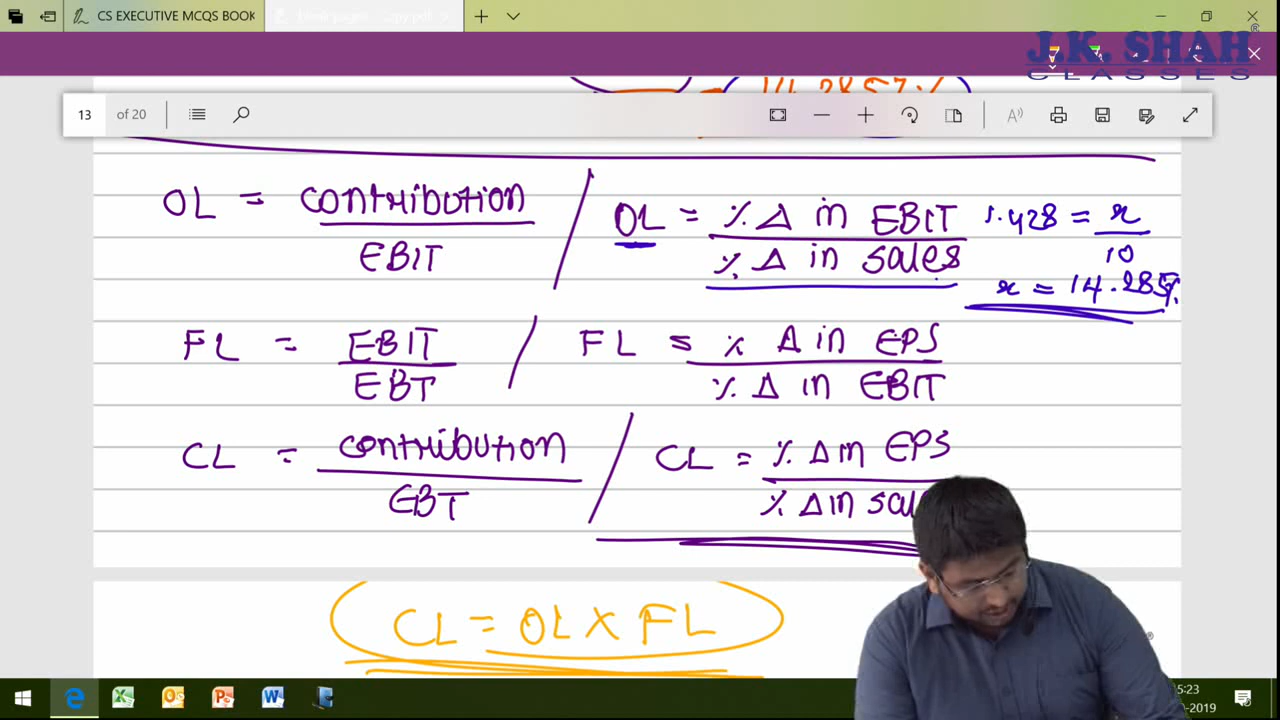 CS EXECUTIVE MCQS BOOK
J.K. SHAH®
CLASSES
14.2857%
13 of 20
OL = contribution / EBIT / OL = % Δ in EBIT / % Δ in sales 1.428 = x / 10
x = 14.285%
FL = EBIT / EBT / FL = % Δ in EPS / % Δ in EBIT
CL = contribution / EBT / CL = % Δ in EPS / % Δ in
CL = OL X FL